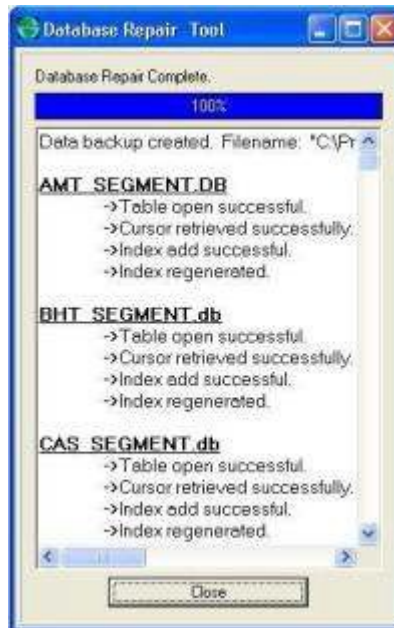 Database Repair Tool
Database Repair Complete.
100%
Data backup created. Filename: "C:\Pr
AMT_SEGMENT.DB
->Table open successful.
->Cursor retrieved successfully.
->Index add successful.
->Index regenerated.
BHT_SEGMENT.db
->Table open successful.
->Cursor retrieved successfully.
->Index add successful.
->Index regenerated.
CAS_SEGMENT.db
->Table open successful.
->Cursor retrieved successfully.
->Index add successful.
->Index regenerated.
Close